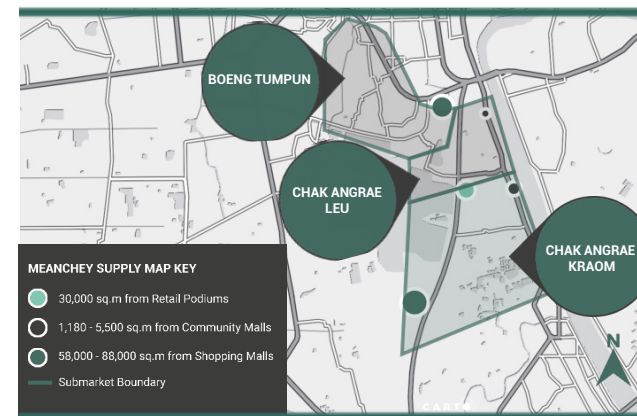 BOENG TUMPUN
CHAK ANGRAE
LEU
CHAK ANGRAE
KRAOM
MEANCHEY SUPPLY MAP KEY
30,000 sq.m from Retail Podiums
1,180 - 5,500 sq.m from Community Malls
58,000 - 88,000 sq.m from Shopping Malls
Submarket Boundary
N
CARTO